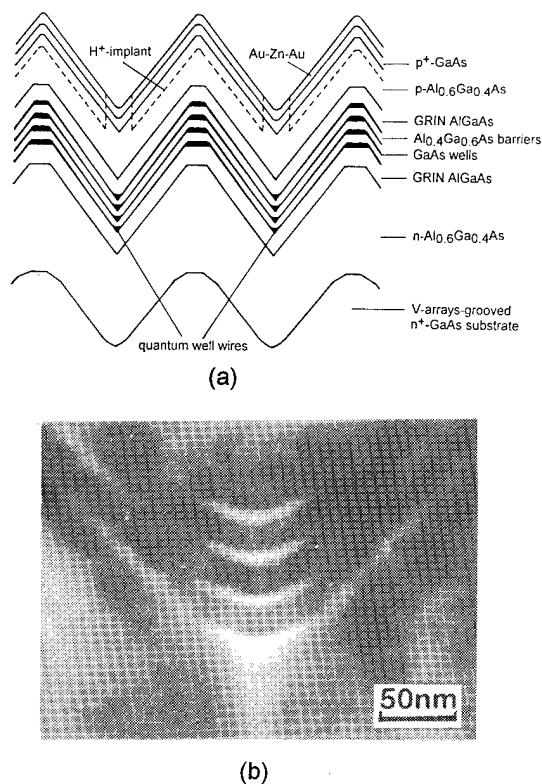 H+-implant
Au-Zn-Au
p+-GaAs
p-Al0.6Ga0.4As
GRIN AlGaAs
Al0.4Ga0.6As barriers
GaAs wells
GRIN AlGaAs
n-Al0.6Ga0.4As
V-arrays-grooved
n+-GaAs substrate
quantum well wires
(a)
50nm
(b)